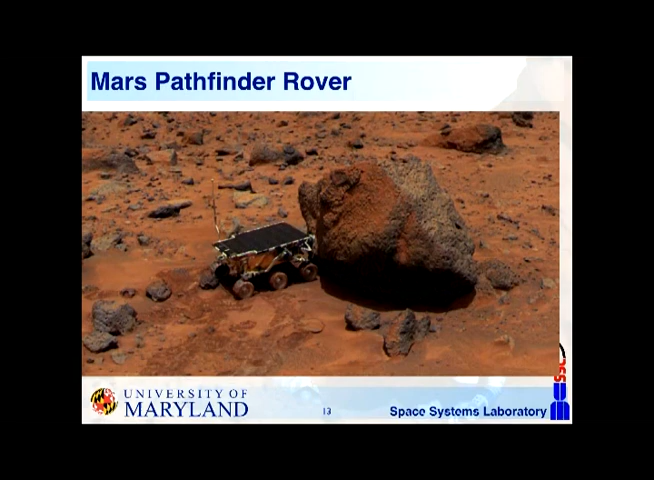 Mars Pathfinder Rover
UNIVERSITY OF
MARYLAND
13
Space Systems Laboratory